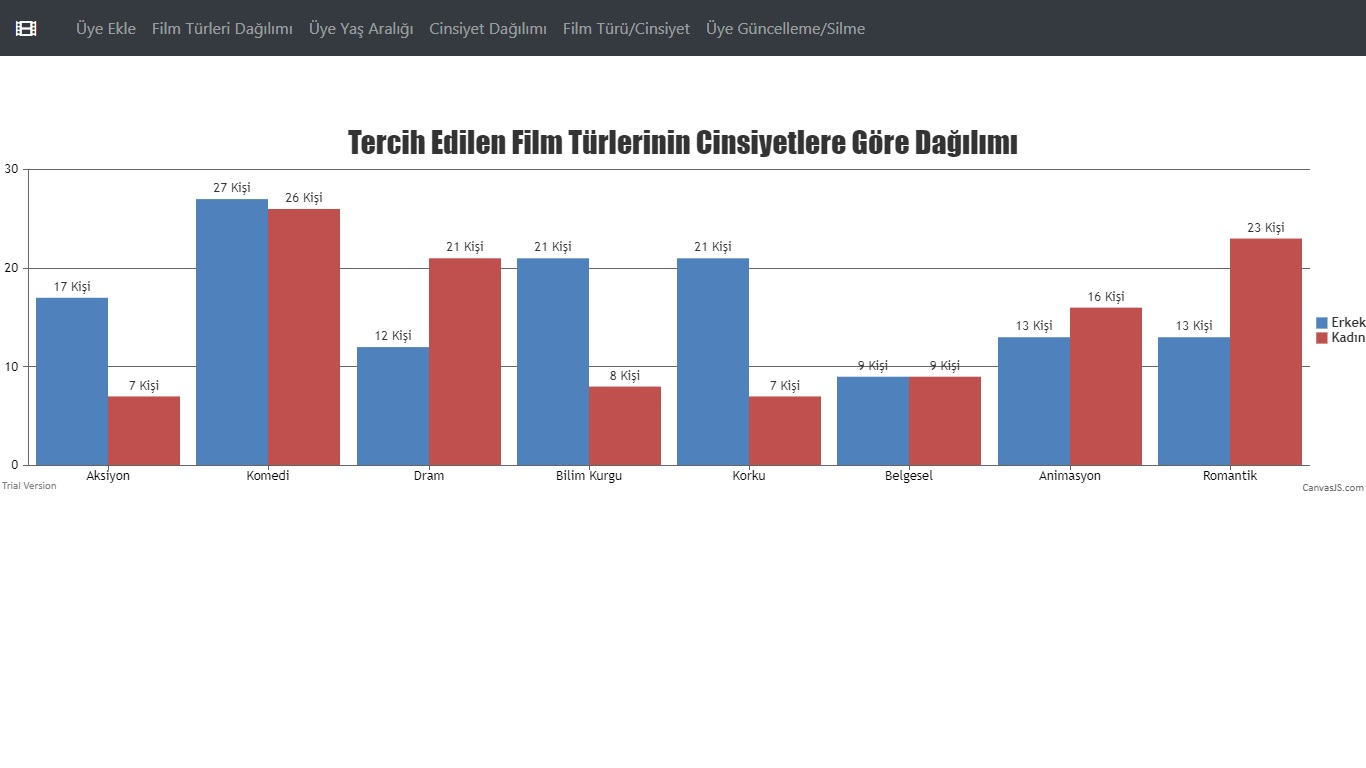 Üye Ekle Film Türleri Dağılımı Üye Yaş Aralığı Cinsiyet Dağılımı Film Türü/Cinsiyet Üye Güncelleme/Silme
Tercih Edilen Film Türlerinin Cinsiyetlere Göre Dağılımı
30
27 Kişi
26 Kişi
23 Kişi
21 Kişi 21 Kişi 21 Kişi
20
17 Kişi
16 Kişi
13 Kişi 13 Kişi
Erkek
12 Kişi
Kadın
10
9 Kişi 9 Kişi
8 Kişi
7 Kişi 7 Kişi
0
Aksiyon Komedi Dram Bilim Kurgu Korku Belgesel Animasyon Romantik
Trial Version
CanvasJS.com